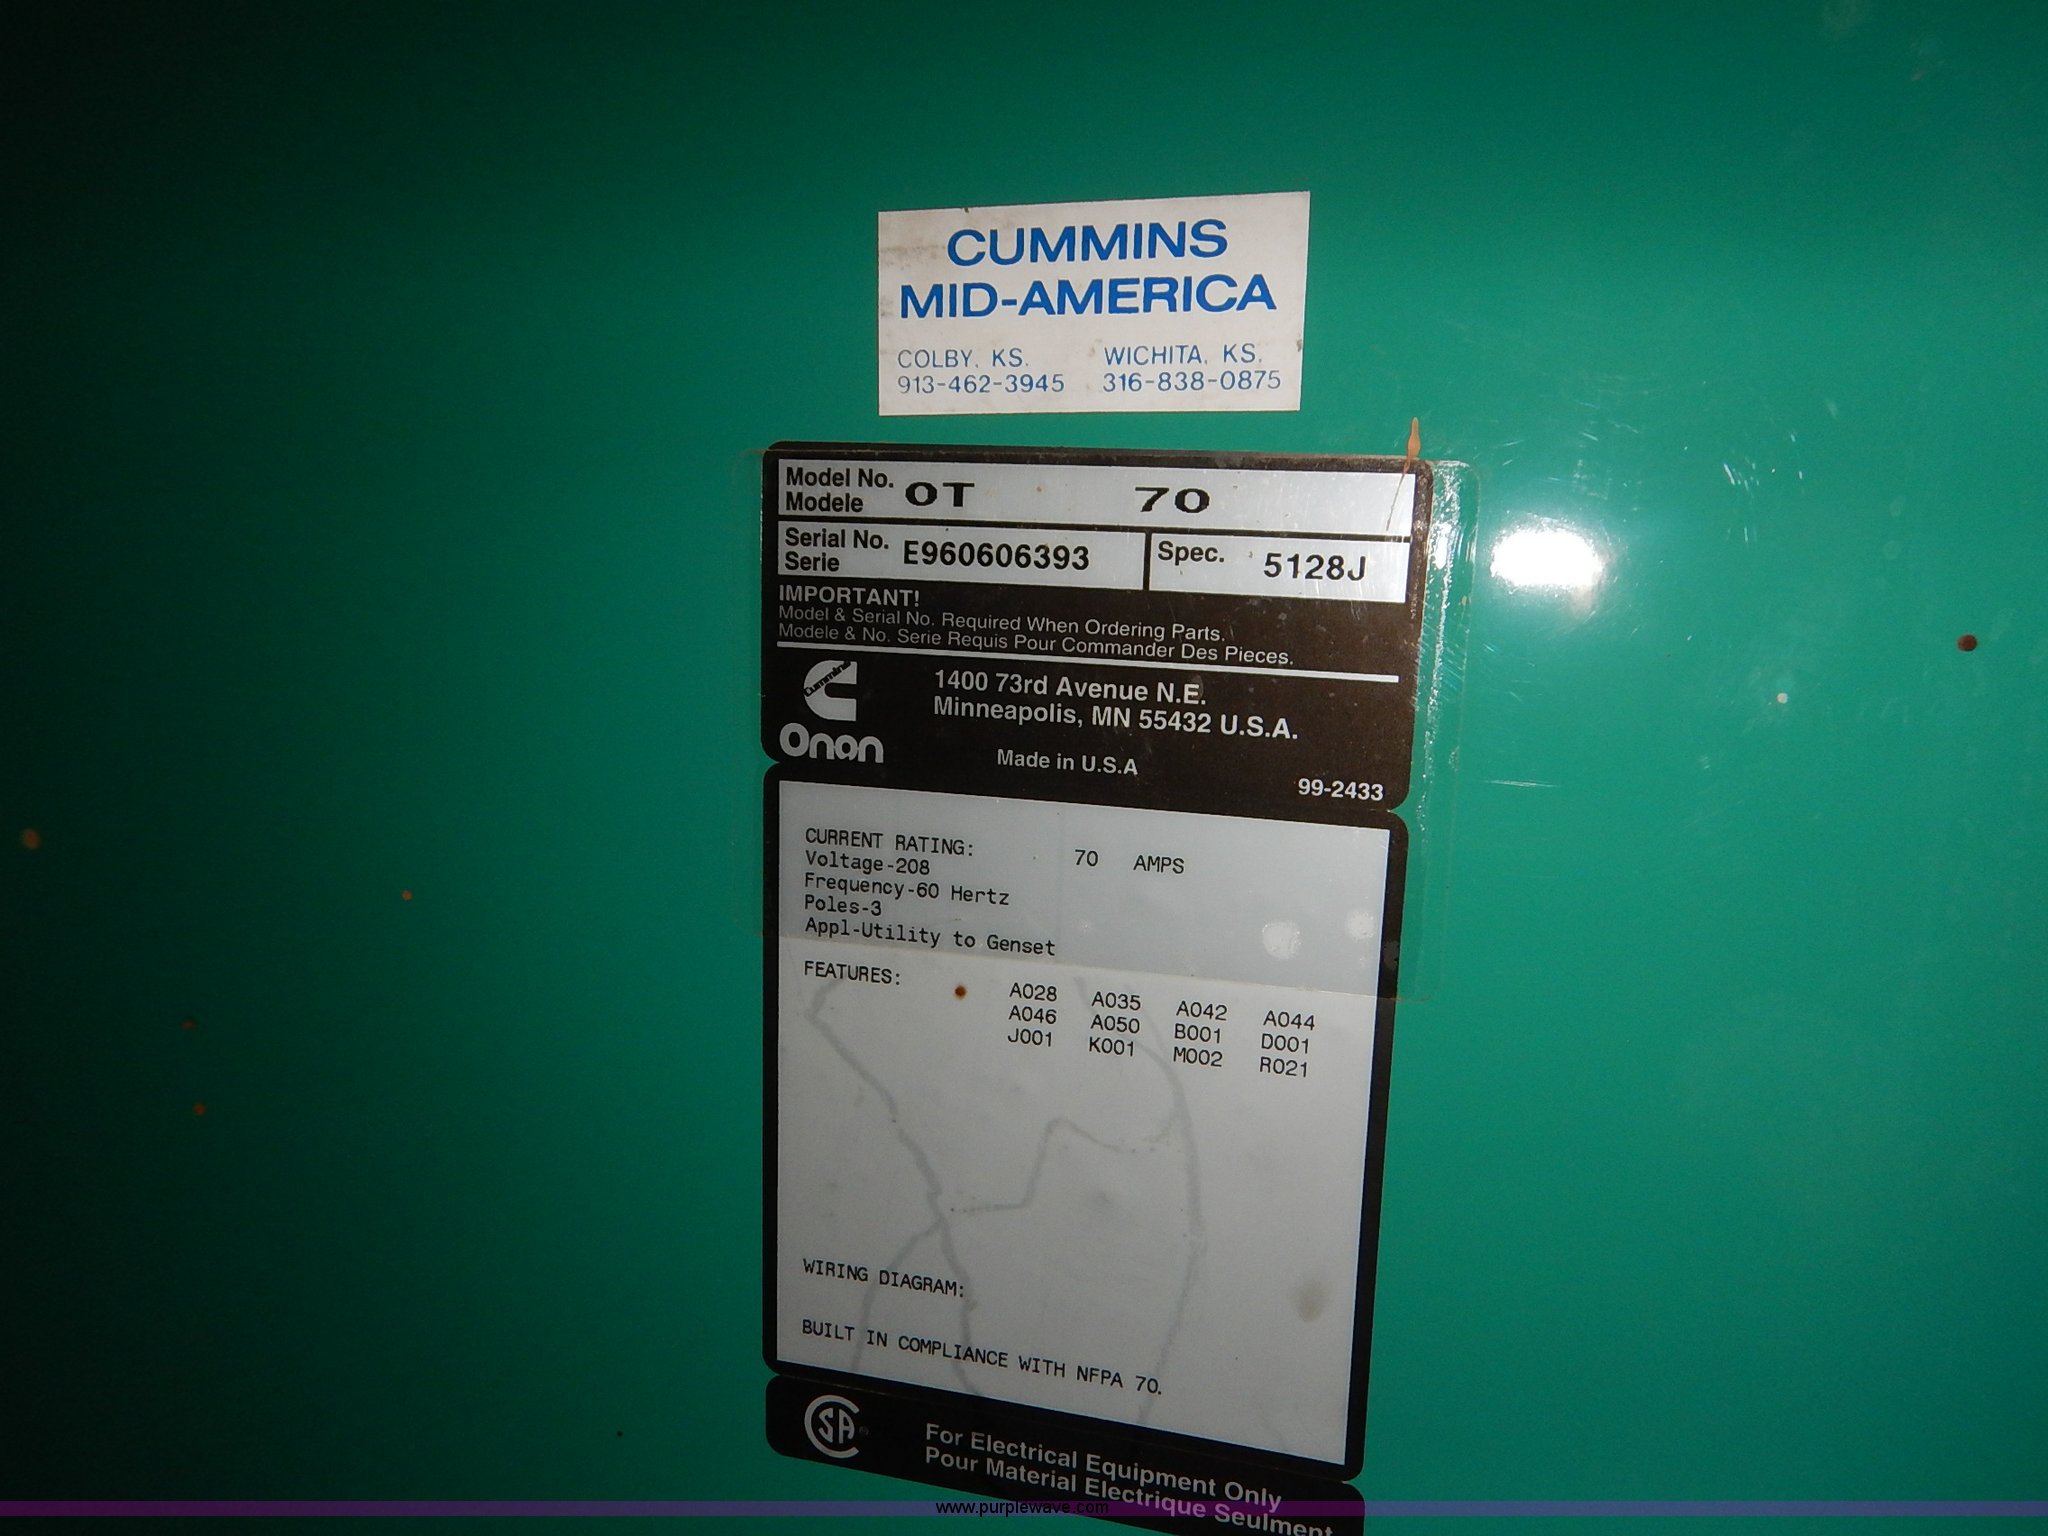 CUMMINS
MID-AMERICA
COLBY, KS. WICHITA, KS.
913-462-3945 316-838-0875
Model No. OT 70
Modele
Serial No. E960606393 Spec. 5128J
Serie
IMPORTANT!
Model & Serial No. Required When Ordering Parts.
Modele & No. Serie Requis Pour Commander Des Pieces.
Cummins
Onan
1400 73rd Avenue N.E.
Minneapolis, MN 55432 U.S.A.
Made in U.S.A
99-2433
CURRENT RATING: 70 AMPS
Voltage-208
Frequency-60 Hertz
Poles-3
Appl-Utility to Genset
FEATURES:
A028 A035 A042 A044
A046 A050 B001 D001
J001 K001 M002 R021
WIRING DIAGRAM:
BUILT IN COMPLIANCE WITH NFPA 70.
CSA ®
For Electrical Equipment Only
Pour Material Electrique Seulment
www.purplewave.com